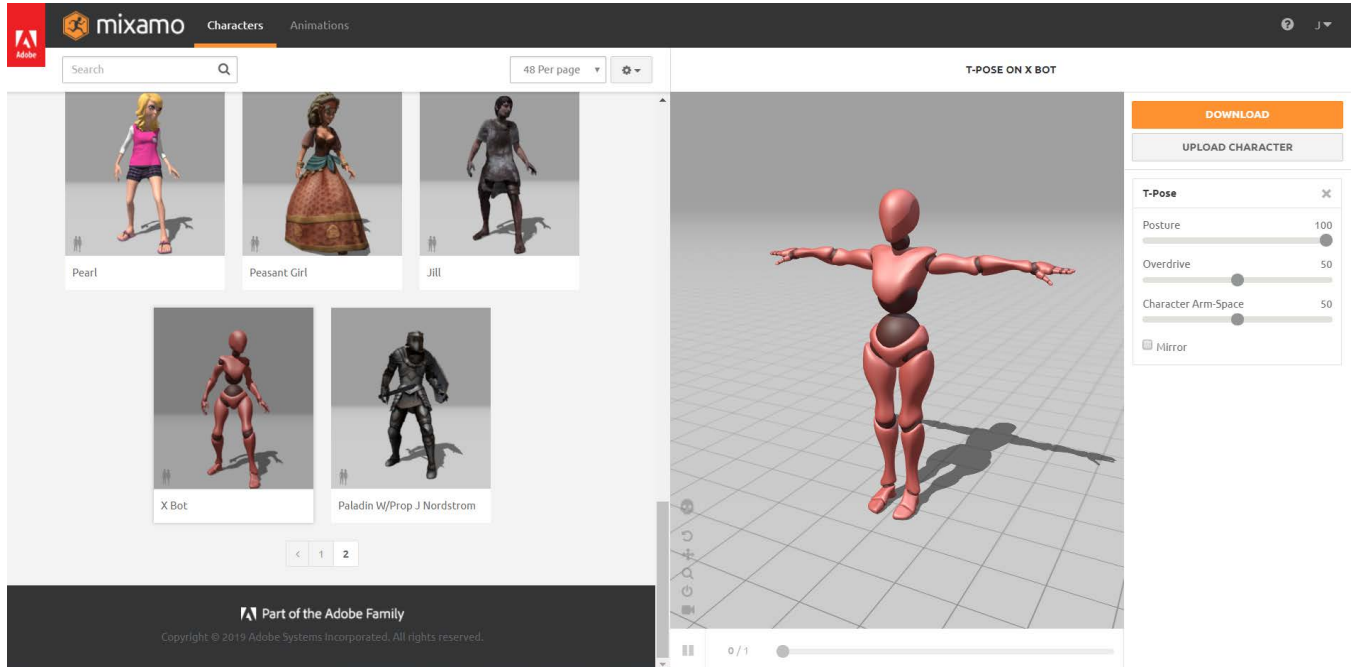 Adobe
mixamo
Characters
Animations
J
Search
48 Per page
T-POSE ON X BOT
Pearl
Peasant Girl
Jill
X Bot
Paladin W/Prop J Nordstrom
< 1 2
Part of the Adobe Family
Copyright © 2019 Adobe Systems Incorporated. All rights reserved.
0 / 1
DOWNLOAD
UPLOAD CHARACTER
T-Pose
Posture 100
Overdrive 50
Character Arm-Space 50
Mirror